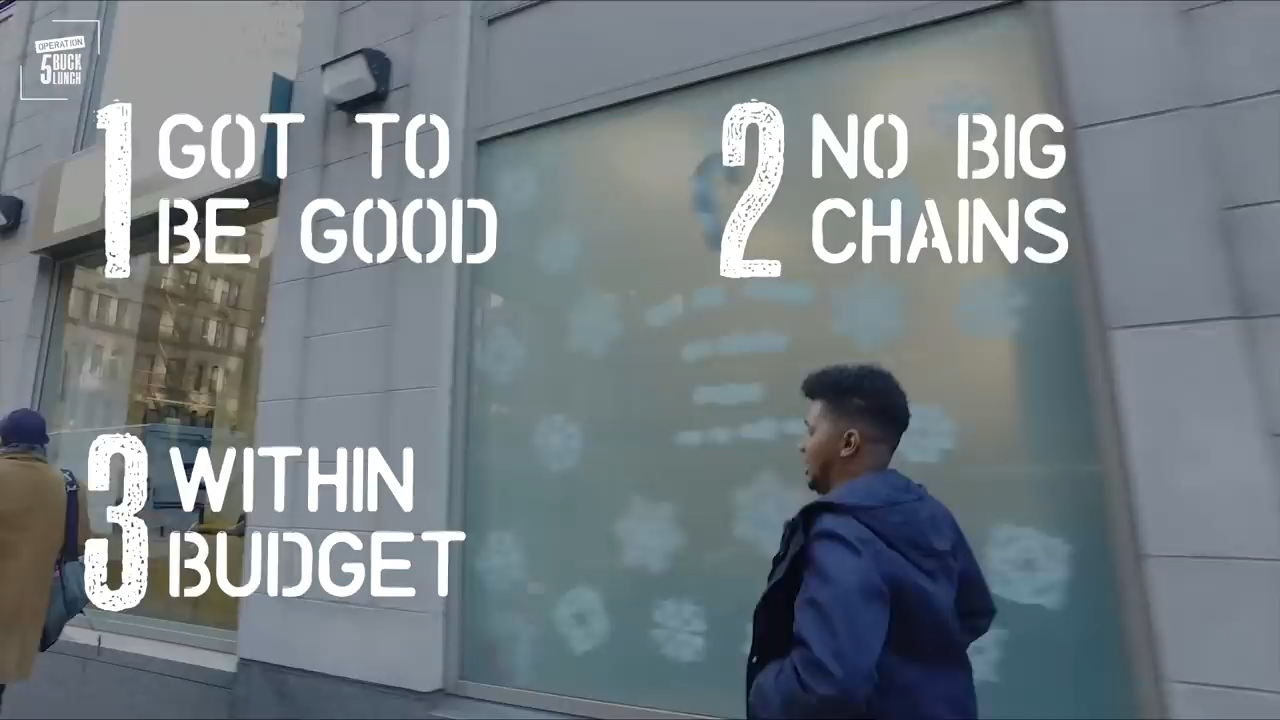 OPERATION
5 BUCK
LUNCH
1 GOT TO
BE GOOD
2 NO BIG
CHAINS
3 WITHIN
BUDGET